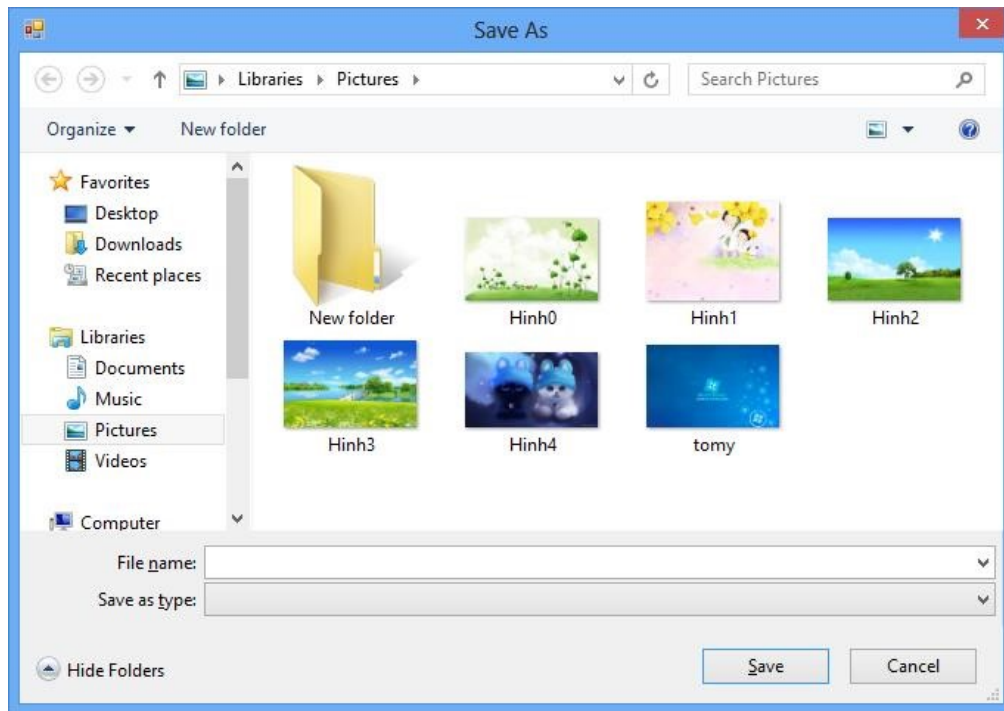 Save As
Libraries Pictures
Search Pictures
Organize
New folder
Favorites
Desktop
Downloads
Recent places
Libraries
Documents
Music
Pictures
Videos
Computer
New folder
Hinh0
Hinh1
Hinh2
Hinh3
Hinh4
tomy
File name:
Save as type:
Hide Folders
Save
Cancel